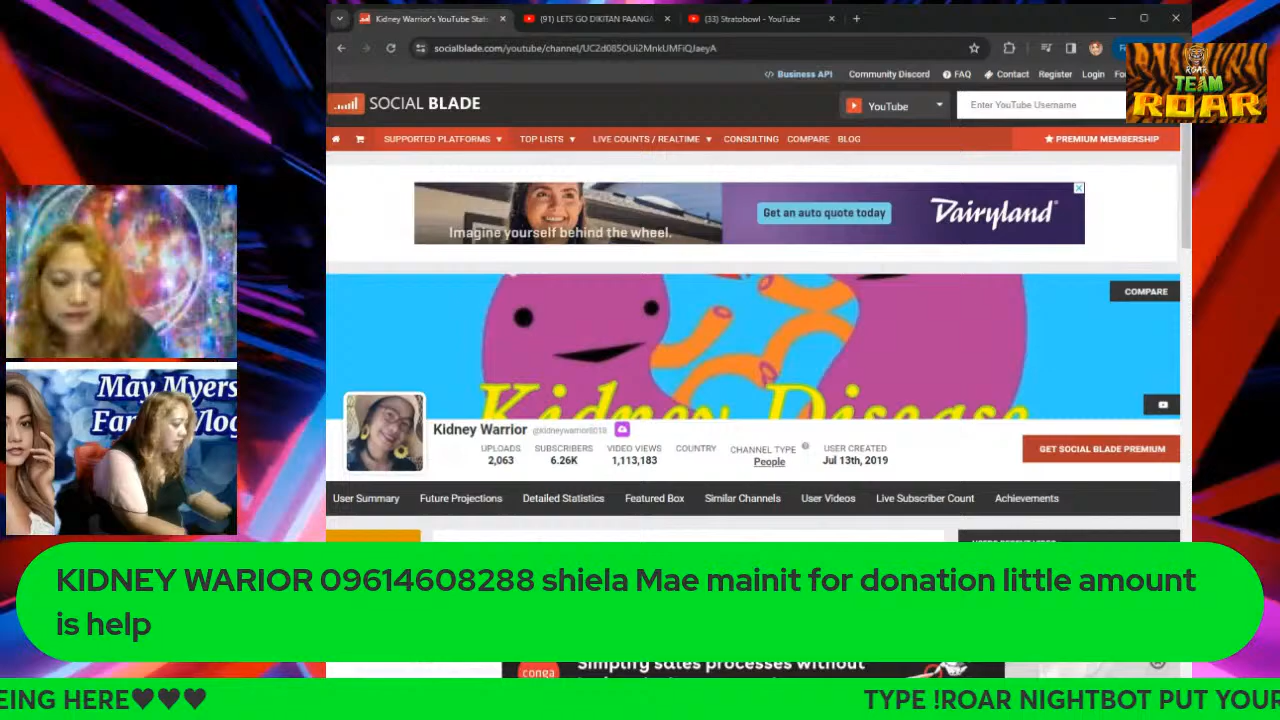 Kidney Warrior's YouTube Stats
(91) LETS GO DIKITAN PAANGA
(33) Stratobowl - YouTube
socialblade.com/youtube/channel/UC2d085OUi2MnkUMFiQJaeyA
Business API
Community Discord
FAQ
Contact
Register
Login
ROAR
TEAM
ROAR
SOCIAL BLADE
YouTube
Enter YouTube Username
SUPPORTED PLATFORMS
TOP LISTS
LIVE COUNTS / REALTIME
CONSULTING
COMPARE
BLOG
PREMIUM MEMBERSHIP
Imagine yourself behind the wheel.
Get an auto quote today
Dairyland
COMPARE
Kidney Disease
Kidney Warrior @kidneywarrior8018
UPLOADS
2,063
SUBSCRIBERS
6.26K
VIDEO VIEWS
1,113,183
COUNTRY
CHANNEL TYPE
People
USER CREATED
Jul 13th, 2019
GET SOCIAL BLADE PREMIUM
User Summary
Future Projections
Detailed Statistics
Featured Box
Similar Channels
User Videos
Live Subscriber Count
Achievements
May Myers
KIDNEY WARIOR 09614608288 shiela Mae mainit for donation little amount
is help
conga
Simplify sales processes without
EING HERE♥♥♥
TYPE !ROAR NIGHTBOT PUT YOUR